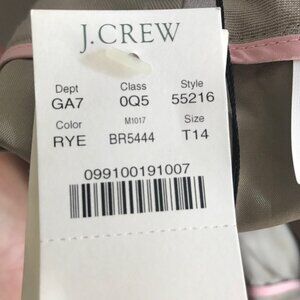 J.CREW
Dept Class Style
GA7 0Q5 55216
Color M1017 Size
RYE BR5444 T14
099100191007